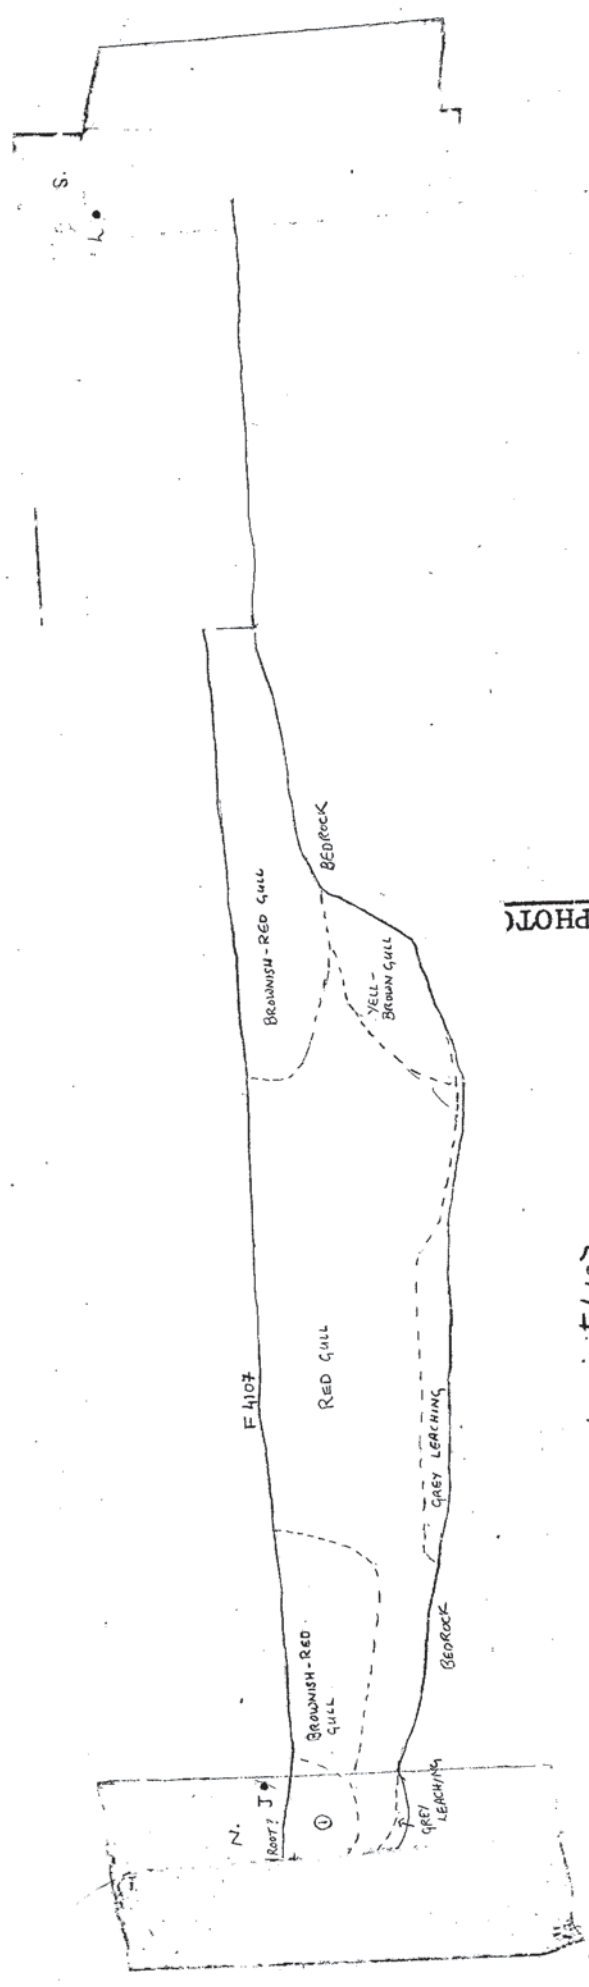 N.
ROOT?
J
①
BROWNISH-RED
GULL
GREY
LEACHING
BEDROCK
F 4107
RED GULL
GREY LEACHING
BROWNISH-RED GULL
YELL-
BROWN GULL
BEDROCK
S.
PHOTO